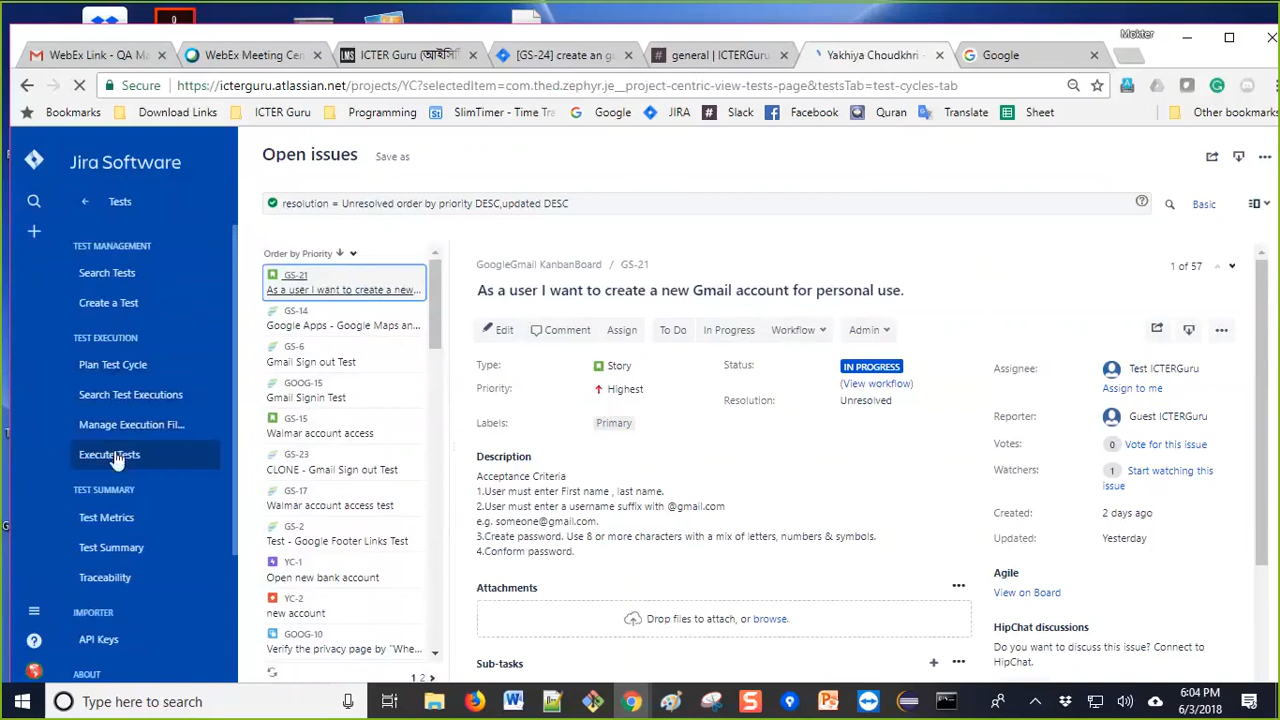 Mokter
WebEx Link - QA Ma
WebEx Meeting Cen
ICTER Guru (আইসিটি
[GS-24] create an g
general | ICTERGuru
Yakhiya Choudkhri -
Google
Secure
https://icterguru.atlassian.net/projects/YC?selectedItem=com.thed.zephyr.je__project-centric-view-tests-page&testsTab=test-cycles-tab
Bookmarks
Download Links
ICTER Guru
Programming
SlimTimer - Time Tra
Google
JIRA
Slack
Facebook
Quran
Translate
Sheet
Other bookmarks
Jira Software
Tests
TEST MANAGEMENT
Search Tests
Create a Test
TEST EXECUTION
Plan Test Cycle
Search Test Executions
Manage Execution Fil...
Execute Tests
TEST SUMMARY
Test Metrics
Test Summary
Traceability
IMPORTER
API Keys
ABOUT
Open issues
Save as
resolution = Unresolved order by priority DESC,updated DESC
Basic
Order by Priority
GS-21
As a user I want to create a new...
GS-14
Google Apps - Google Maps an...
GS-6
Gmail Sign out Test
GOOG-15
Gmail Signin Test
GS-15
Walmar account access
GS-23
CLONE - Gmail Sign out Test
GS-17
Walmar account access test
GS-2
Test - Google Footer Links Test
YC-1
Open new bank account
YC-2
new account
GOOG-10
Verify the privacy page by "Whe...
1 2
GoogleGmail KanbanBoard / GS-21
1 of 57
As a user I want to create a new Gmail account for personal use.
Edit
Comment
Assign
To Do
In Progress
Workflow
Admin
Type:
Story
Priority:
Highest
Labels:
Primary
Status:
IN PROGRESS
(View workflow)
Resolution:
Unresolved
Description
Acceptance Criteria
1.User must enter First name , last name.
2.User must enter a username suffix with @gmail.com
e.g. someone@gmail.com.
3.Create password. Use 8 or more characters with a mix of letters, numbers & symbols.
4.Conform password.
Attachments
Drop files to attach, or browse.
Sub-tasks
Assignee:
Test ICTERGuru
Assign to me
Reporter:
Guest ICTERGuru
Votes:
0 Vote for this issue
Watchers:
1 Start watching this
issue
Created:
2 days ago
Updated:
Yesterday
Agile
View on Board
HipChat discussions
Do you want to discuss this issue? Connect to
HipChat.
Type here to search
6:04 PM
6/3/2018